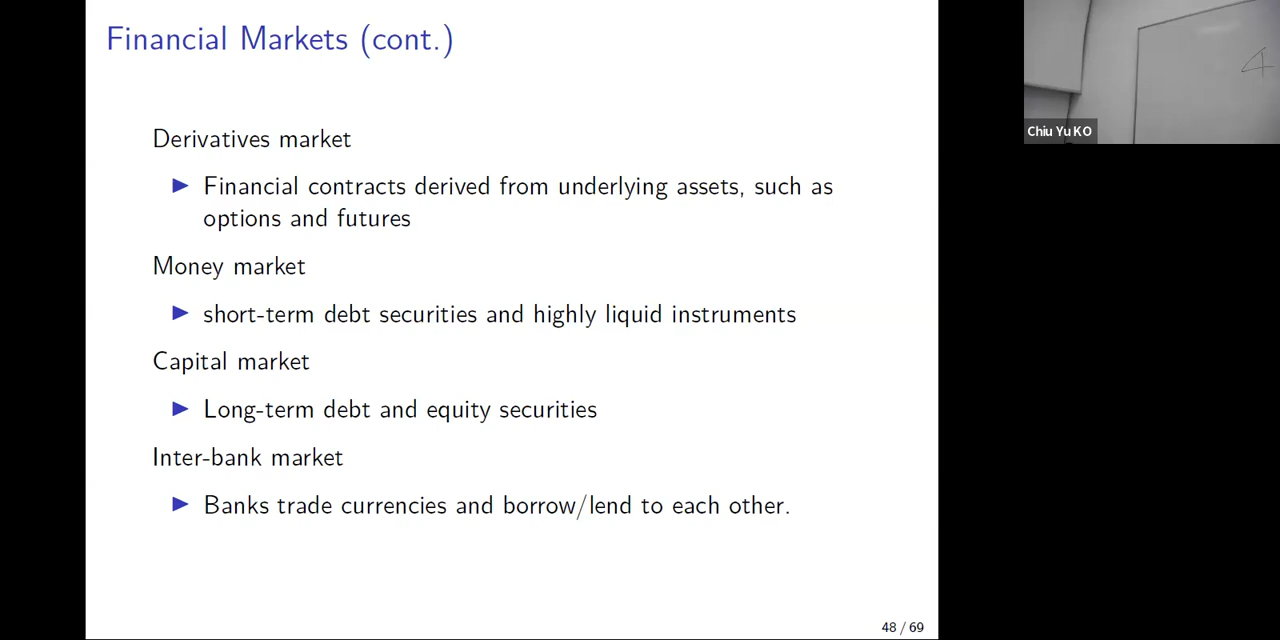 Financial Markets (cont.)
Derivatives market
Financial contracts derived from underlying assets, such as
options and futures
Money market
short-term debt securities and highly liquid instruments
Capital market
Long-term debt and equity securities
Inter-bank market
Banks trade currencies and borrow/lend to each other.
48 / 69
4
Chiu Yu KO